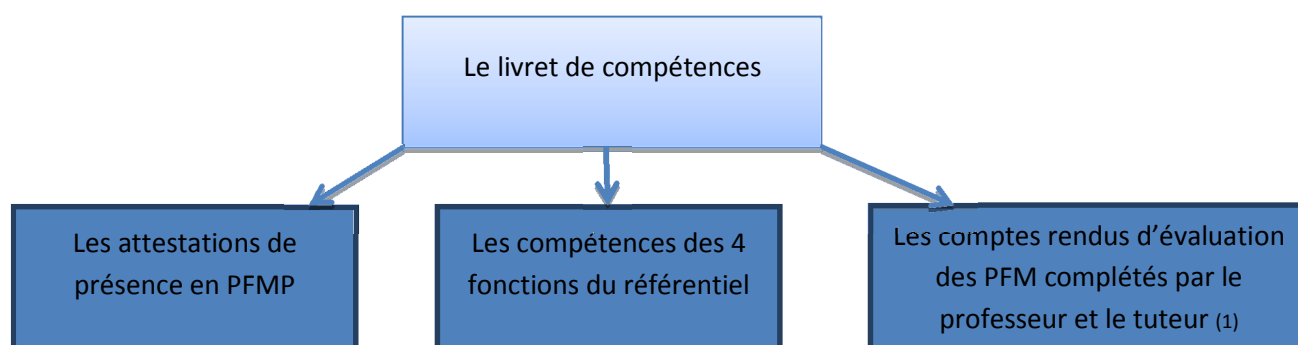 Le livret de compétences
Les attestations de
présence en PFMP
Les compétences des 4
fonctions du référentiel
Les comptes rendus d’évaluation
des PFM complétés par le
professeur et le tuteur (1)